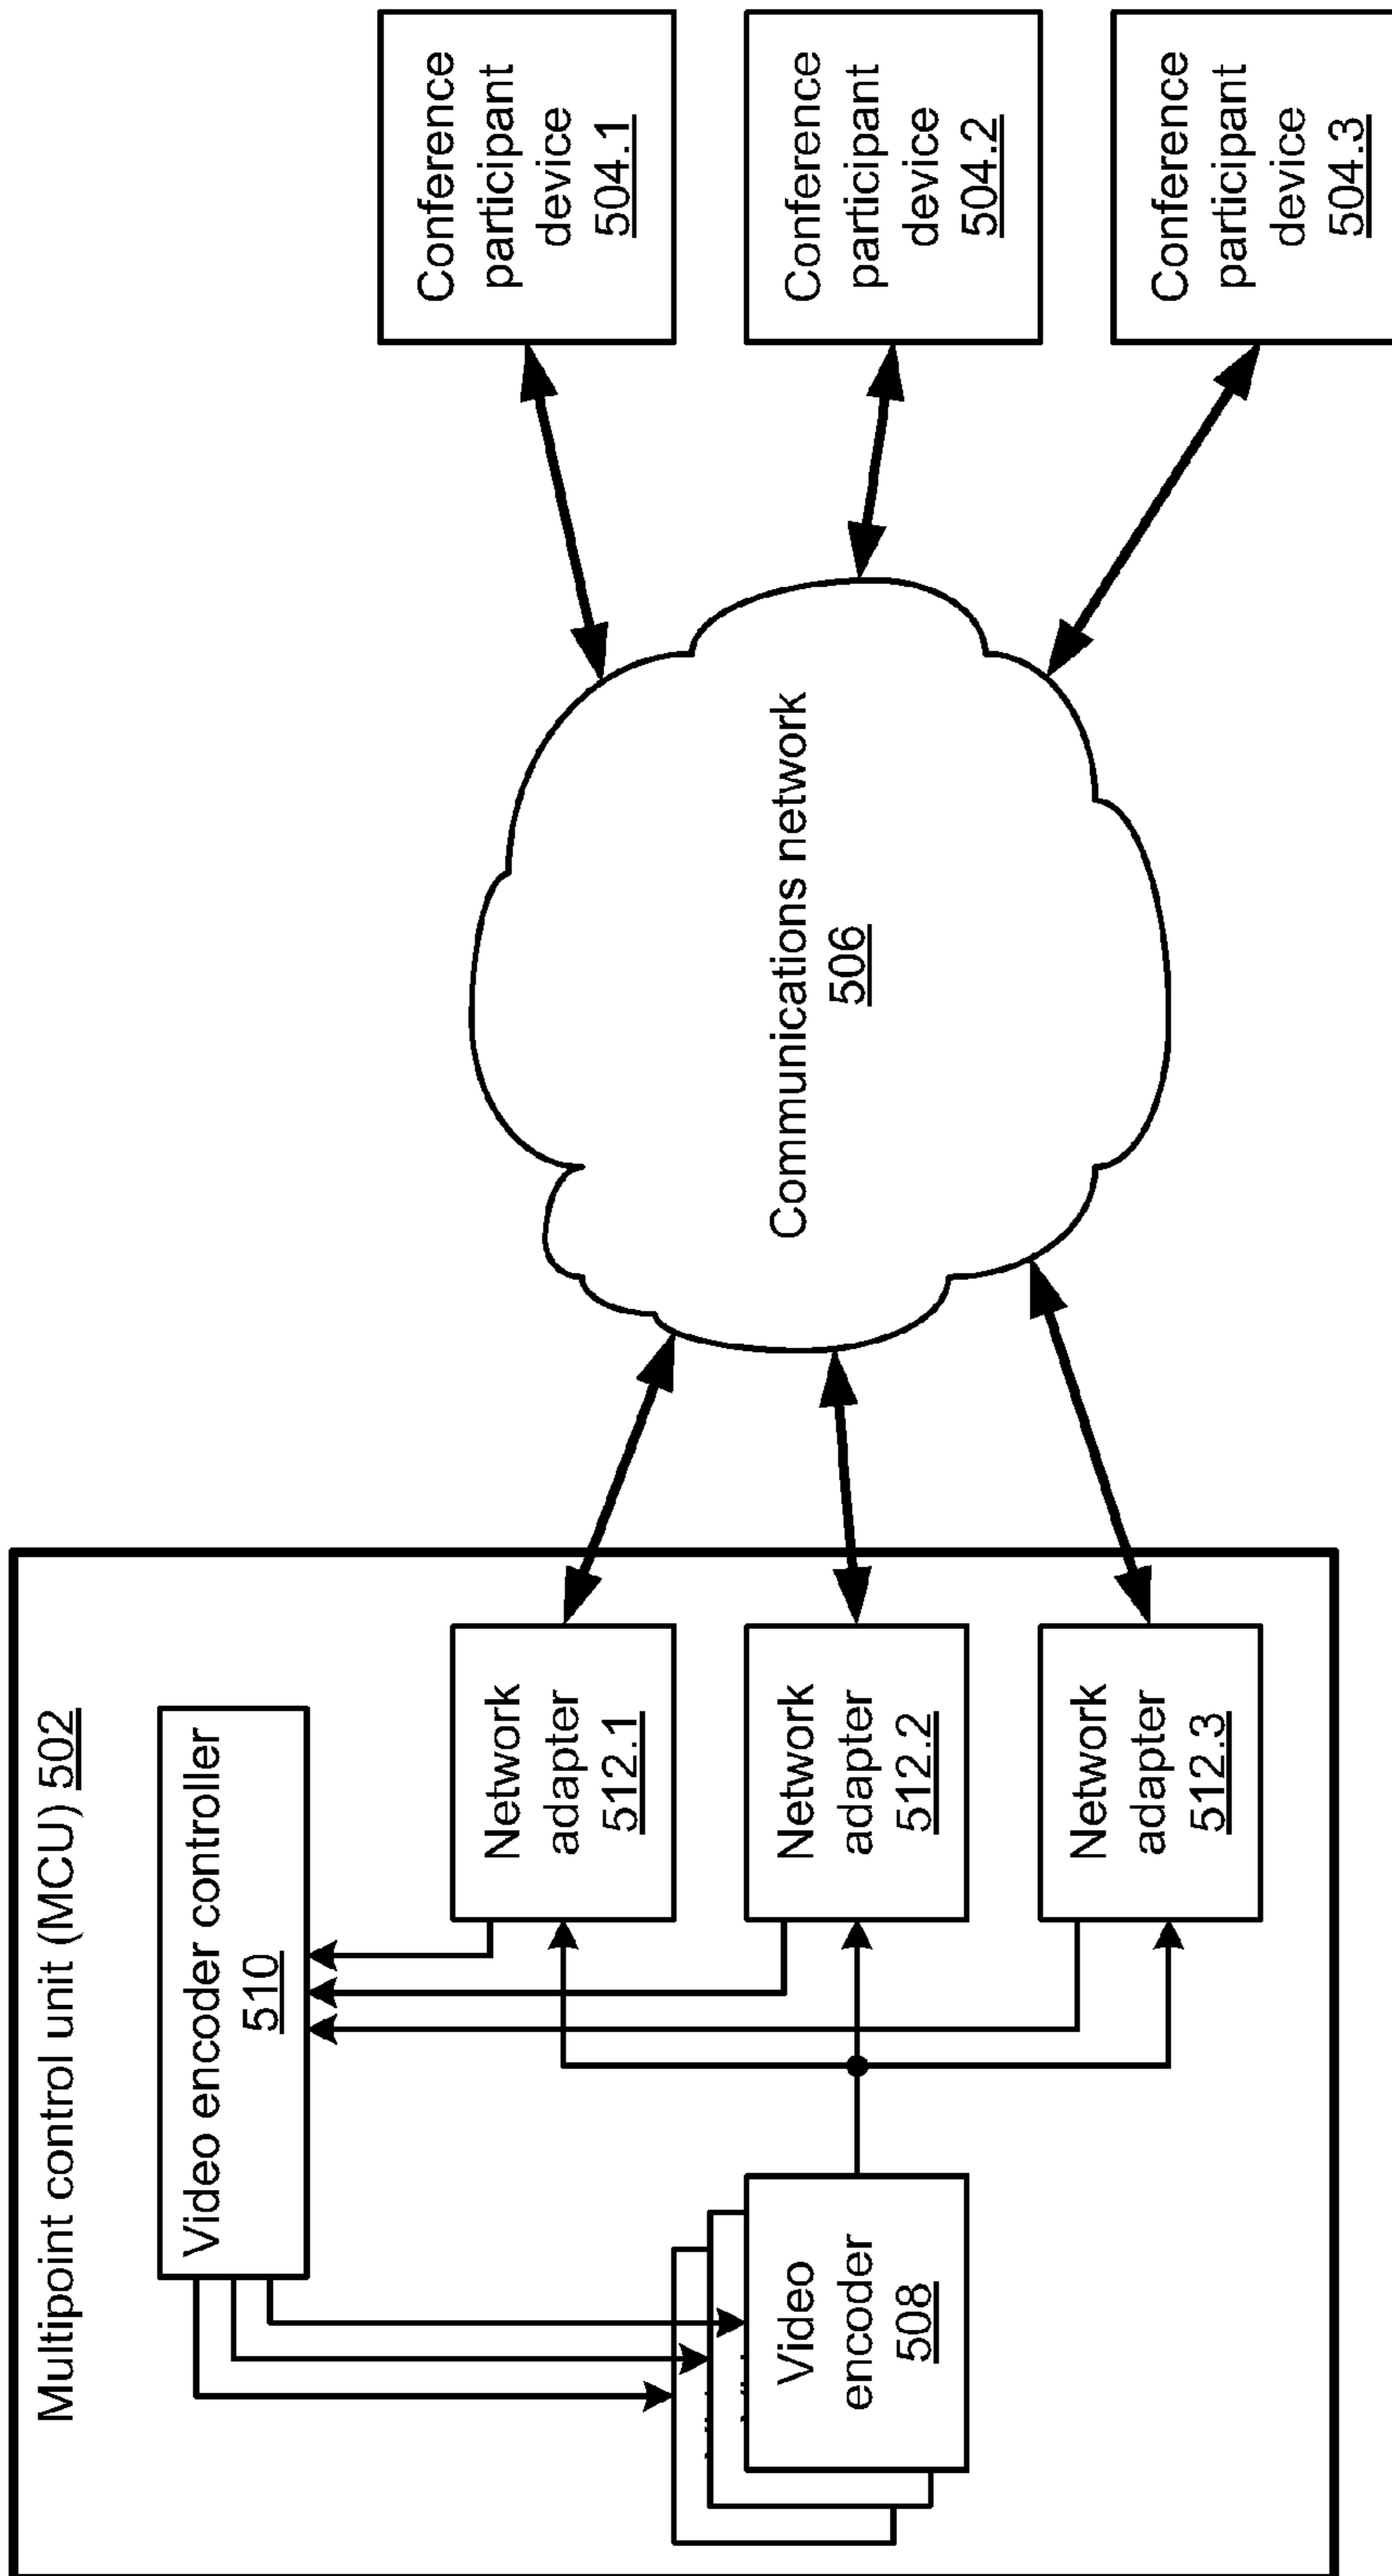 Multipoint control unit (MCU) 502
Video encoder controller
510
Video
encoder
508
Network
adapter
512.1
Network
adapter
512.2
Network
adapter
512.3
Communications network
506
Conference
participant
device
504.1
Conference
participant
device
504.2
Conference
participant
device
504.3